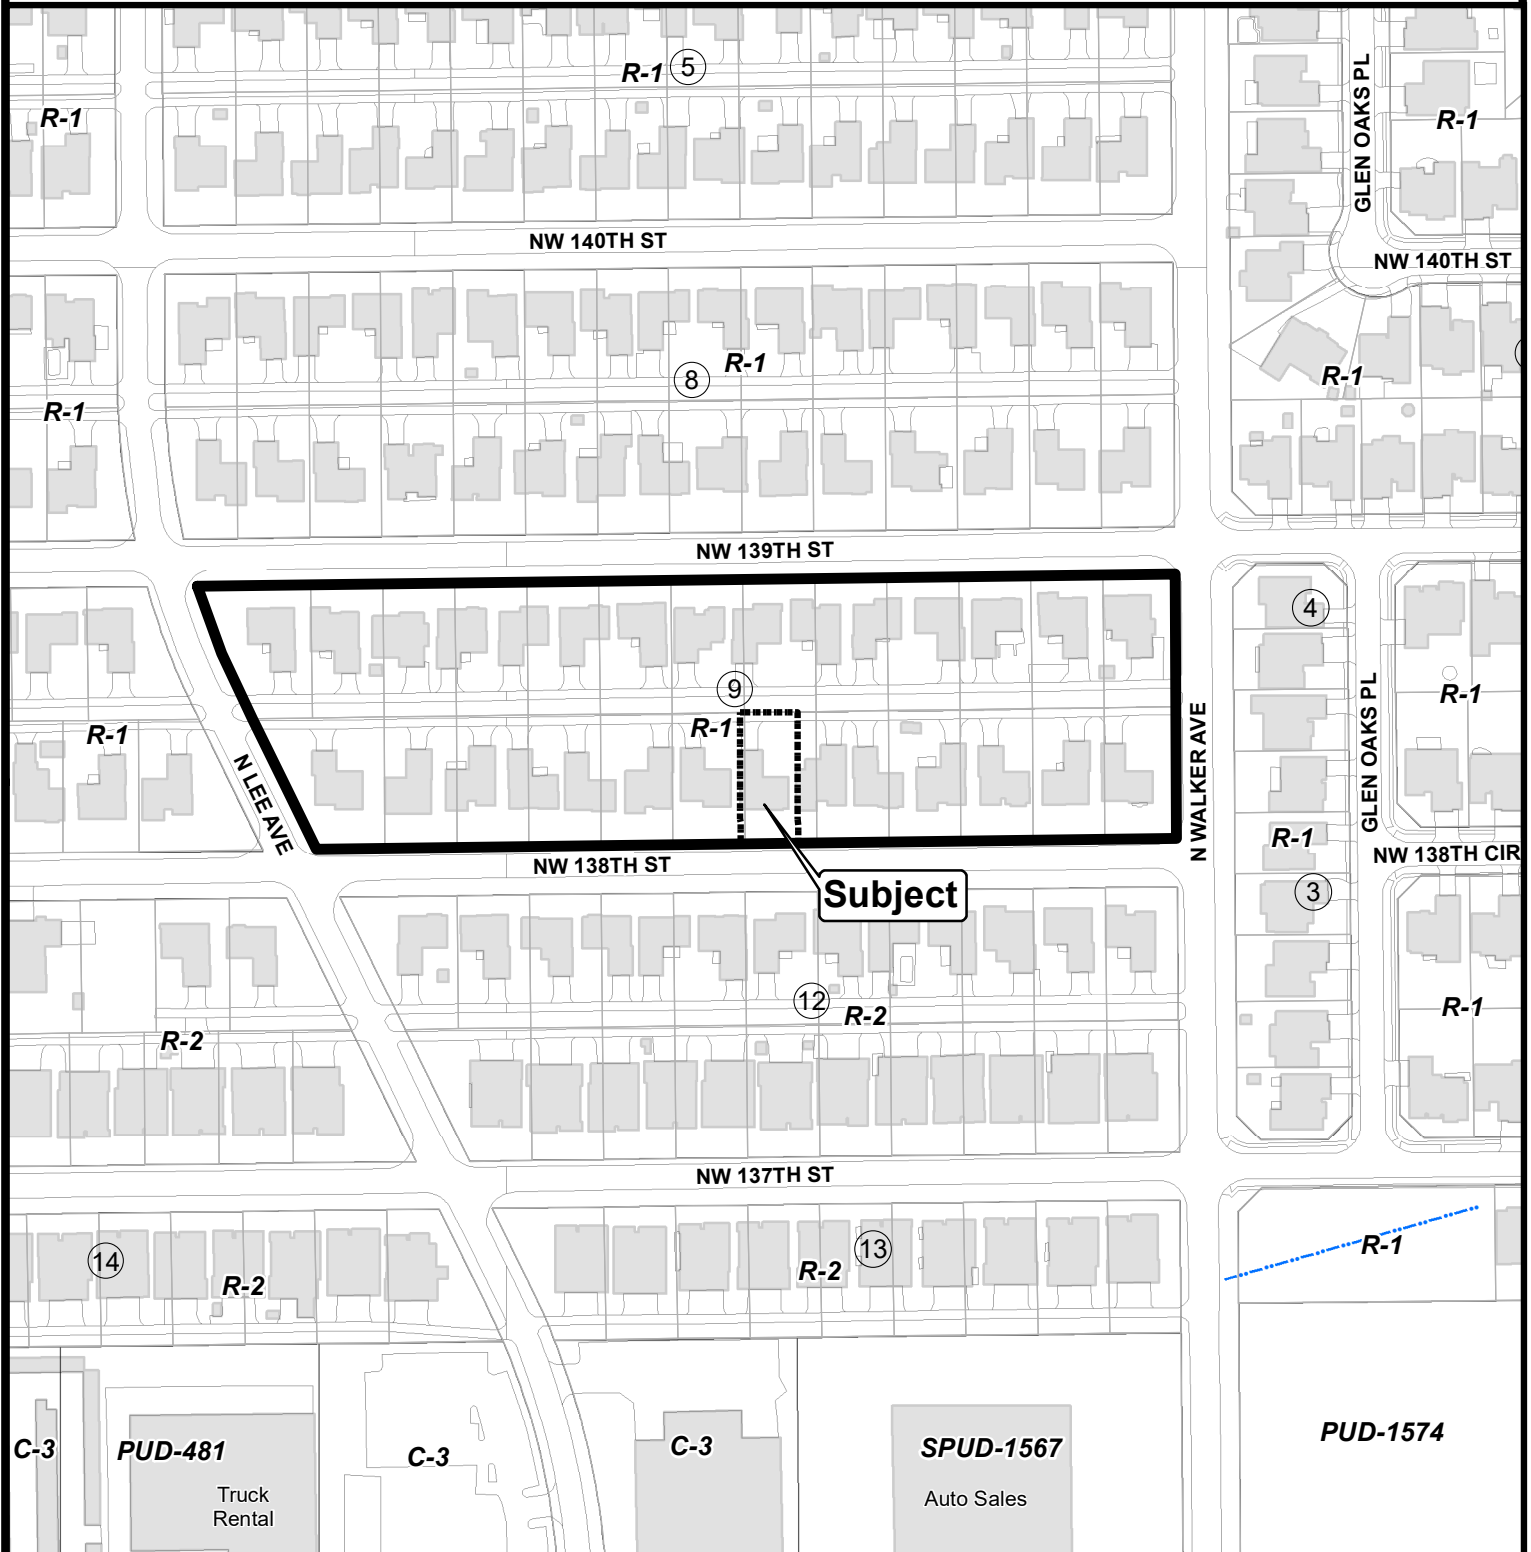 R-1
5
R-1
GLEN OAKS PL
R-1
NW 140TH ST
NW 140TH ST
R-1
8
R-1
R-1
NW 139TH ST
4
9
R-1
R-1
R-1
GLEN OAKS PL
N WALKER AVE
N LEE AVE
R-1
NW 138TH ST
NW 138TH CIR
Subject
3
12
R-2
R-1
R-2
NW 137TH ST
14
R-2
13
R-2
R-1
C-3
PUD-481
C-3
C-3
SPUD-1567
PUD-1574
Truck
Rental
Auto Sales